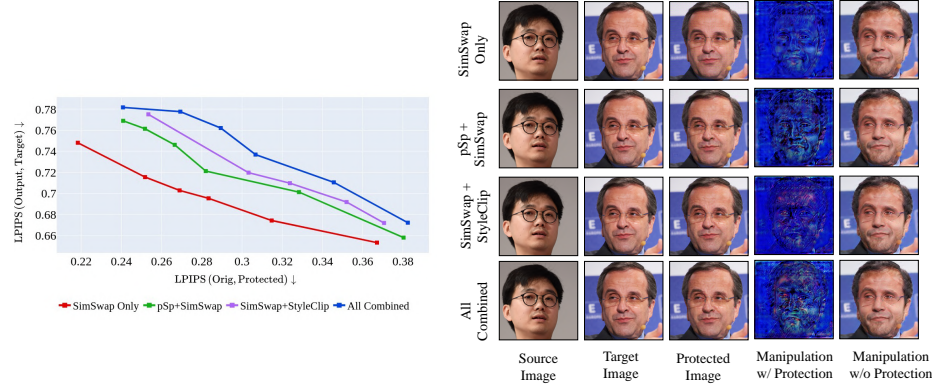 LPIPS (Output, Target) ↓
0.78
0.76
0.74
0.72
0.7
0.68
0.66
0.22
0.24
0.26
0.28
0.3
0.32
0.34
0.36
0.38
LPIPS (Orig, Protected) ↓
SimSwap Only
pSp+SimSwap
SimSwap+StyleClip
All Combined
SimSwap
Only
pSp +
SimSwap
SimSwap +
StyleClip
All
Combined
Source
Image
Target
Image
Protected
Image
Manipulation
w/ Protection
Manipulation
w/o Protection